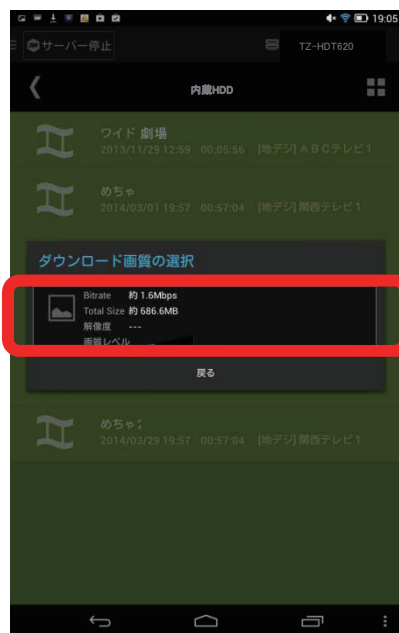 19:05
サーバー停止
TZ-HDT620
内蔵HDD
ワイド 劇場
2013/11/29 12:59 00:05:56 [地デジ] ABCテレビ1
めちゃ
2014/03/01 19:57 00:57:04 [地デジ] 関西テレビ1
ダウンロード画質の選択
Bitrate 約 1.6Mbps
Total Size 約 686.6MB
解像度 ---
画質レベル
戻る
めちゃ
2014/03/29 19:57 00:57:04 [地デジ] 関西テレビ1